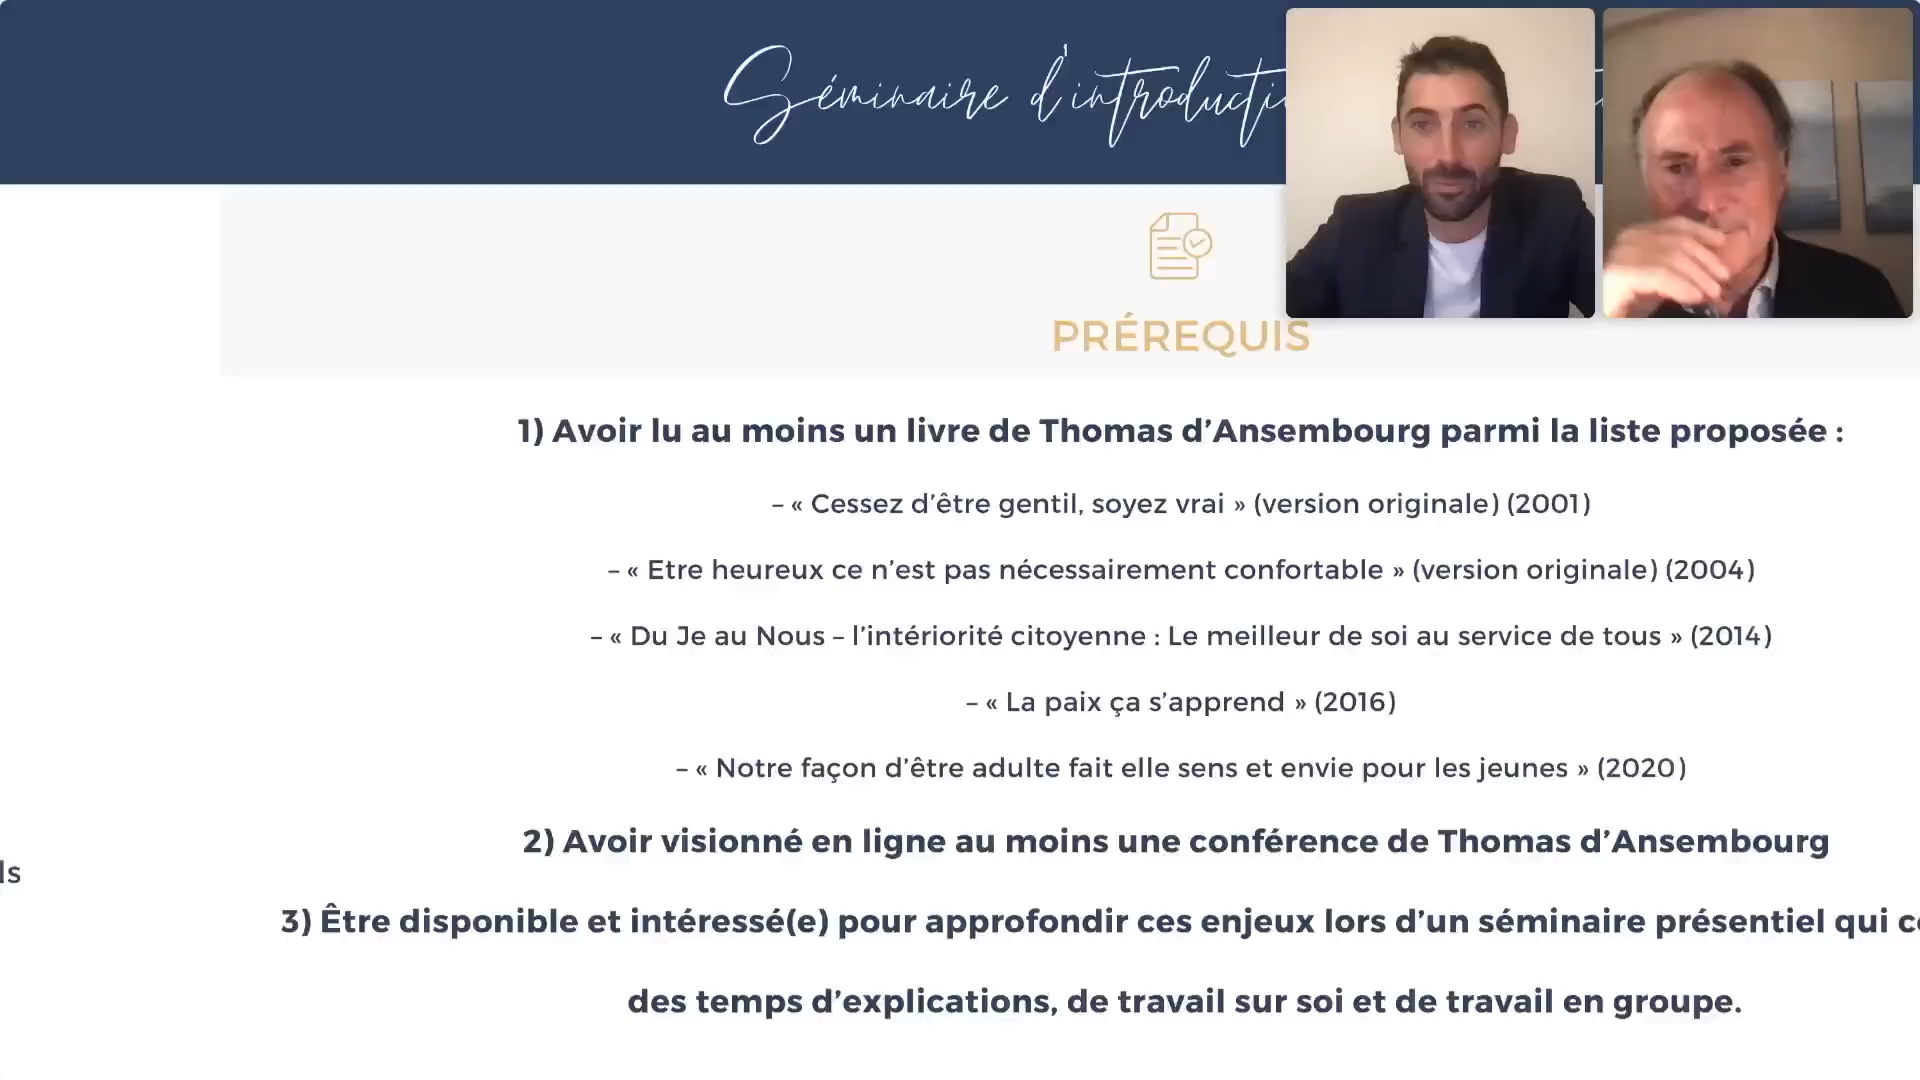 Séminaire d'introducti
PRÉREQUIS
1) Avoir lu au moins un livre de Thomas d’Ansembourg parmi la liste proposée :
– « Cessez d’être gentil, soyez vrai » (version originale) (2001)
– « Etre heureux ce n’est pas nécessairement confortable » (version originale) (2004)
– « Du Je au Nous – l’intériorité citoyenne : Le meilleur de soi au service de tous » (2014)
– « La paix ça s’apprend » (2016)
– « Notre façon d’être adulte fait elle sens et envie pour les jeunes » (2020)
2) Avoir visionné en ligne au moins une conférence de Thomas d’Ansembourg
ls
3) Être disponible et intéressé(e) pour approfondir ces enjeux lors d’un séminaire présentiel qui
des temps d’explications, de travail sur soi et de travail en groupe.